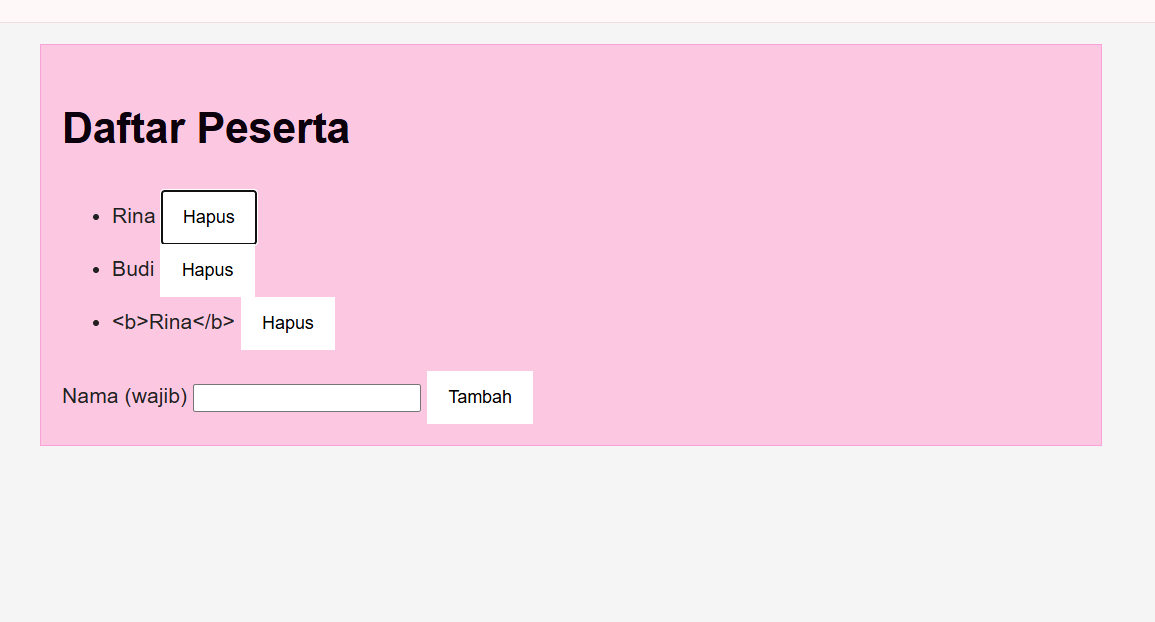 Daftar Peserta
Rina Hapus
Budi Hapus
<b>Rina</b> Hapus
Nama (wajib) Tambah